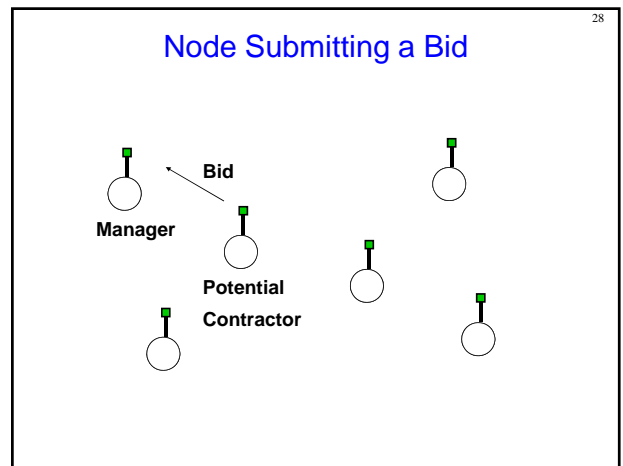 28
Node Submitting a Bid
Bid
Manager
Potential
Contractor